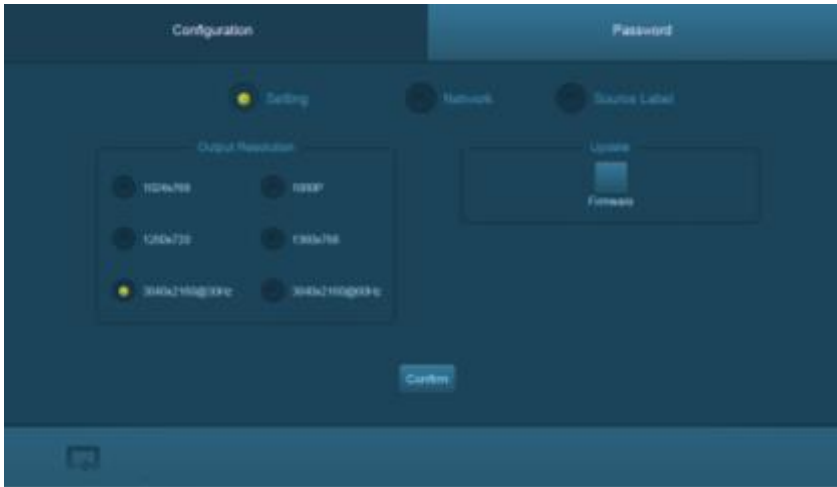 Configuration Password
Setting Network Source Label
Output Resolution Update
1024x768 1080P
Firmware
1280x720 1360x768
3840x2160@30Hz 3840x2160@60Hz
Confirm